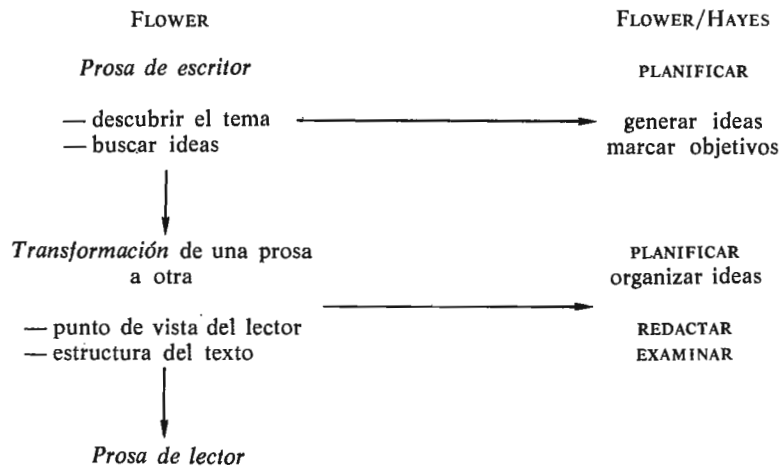 FLOWER
FLOWER/HAYES
Prosa de escritor
PLANIFICAR
— descubrir el tema
— buscar ideas
generar ideas
marcar objetivos
Transformación de una prosa
a otra
PLANIFICAR
organizar ideas
— punto de vista del lector
— estructura del texto
REDACTAR
EXAMINAR
Prosa de lector